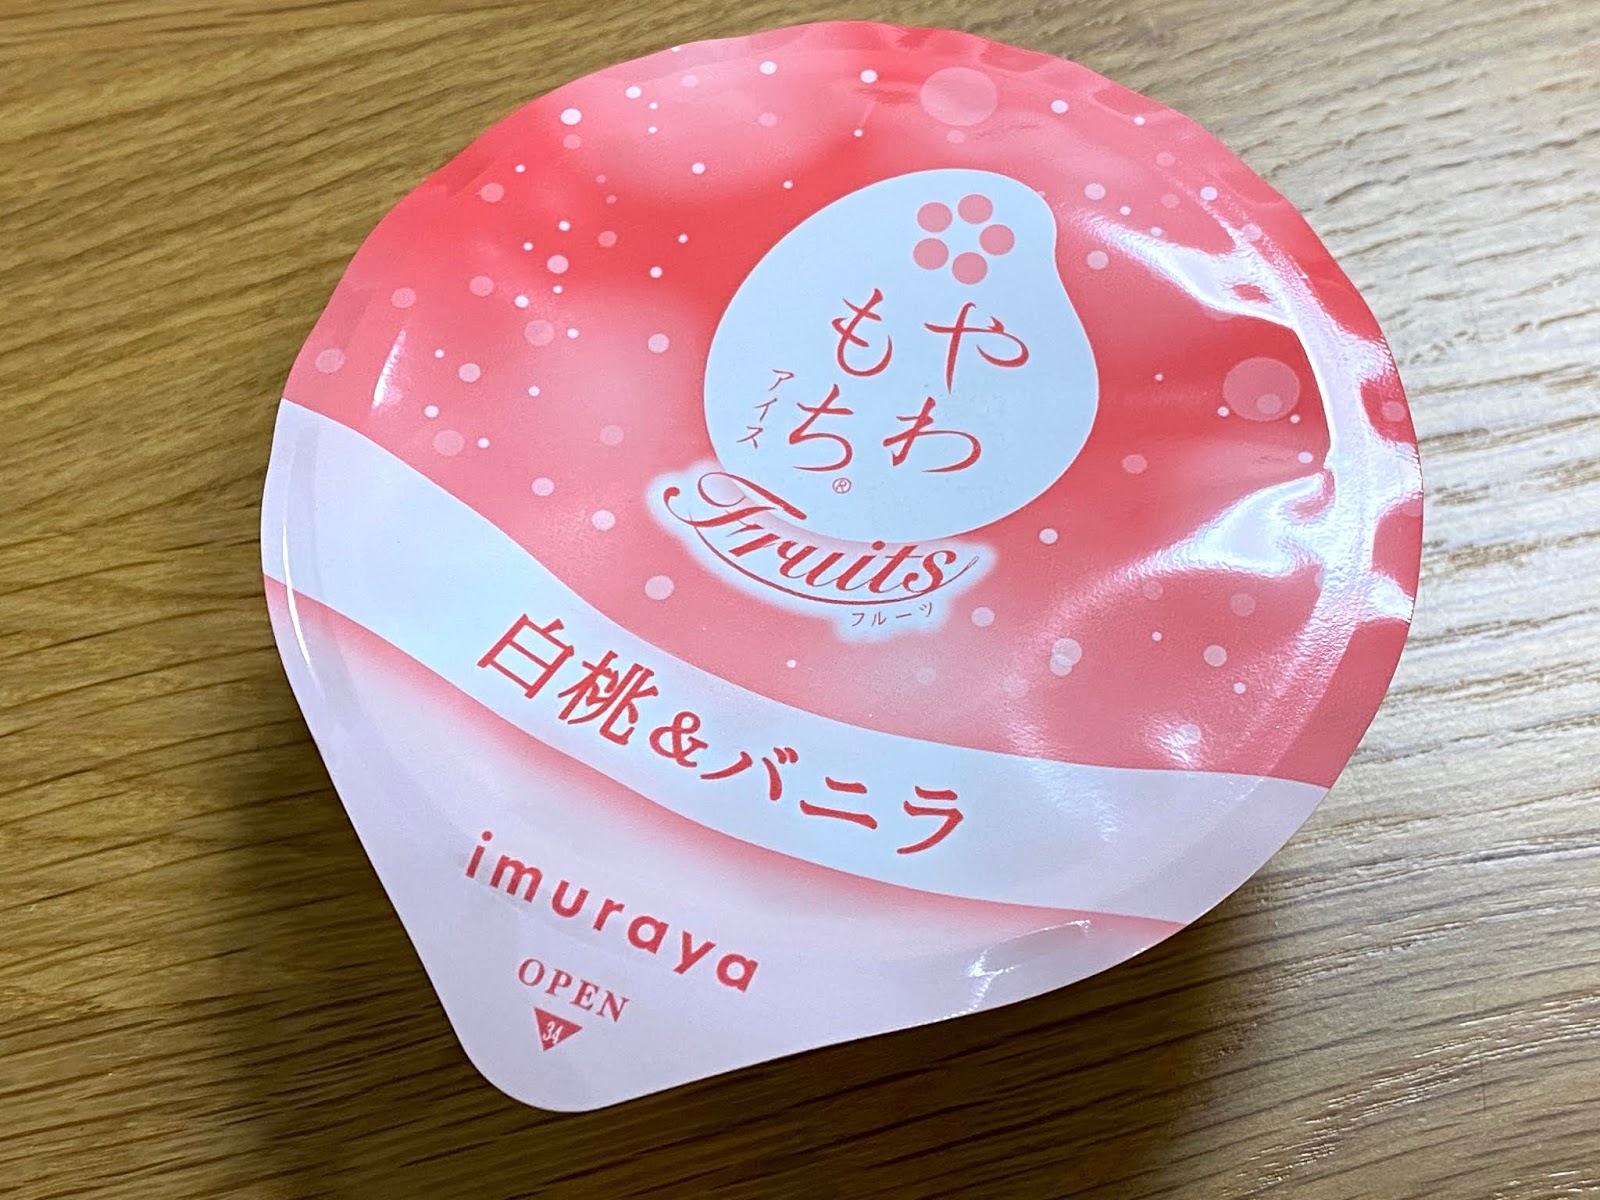 やわ
もち
アイス
®
Fruits
フルーツ
白桃&バニラ
imuraya
OPEN
34